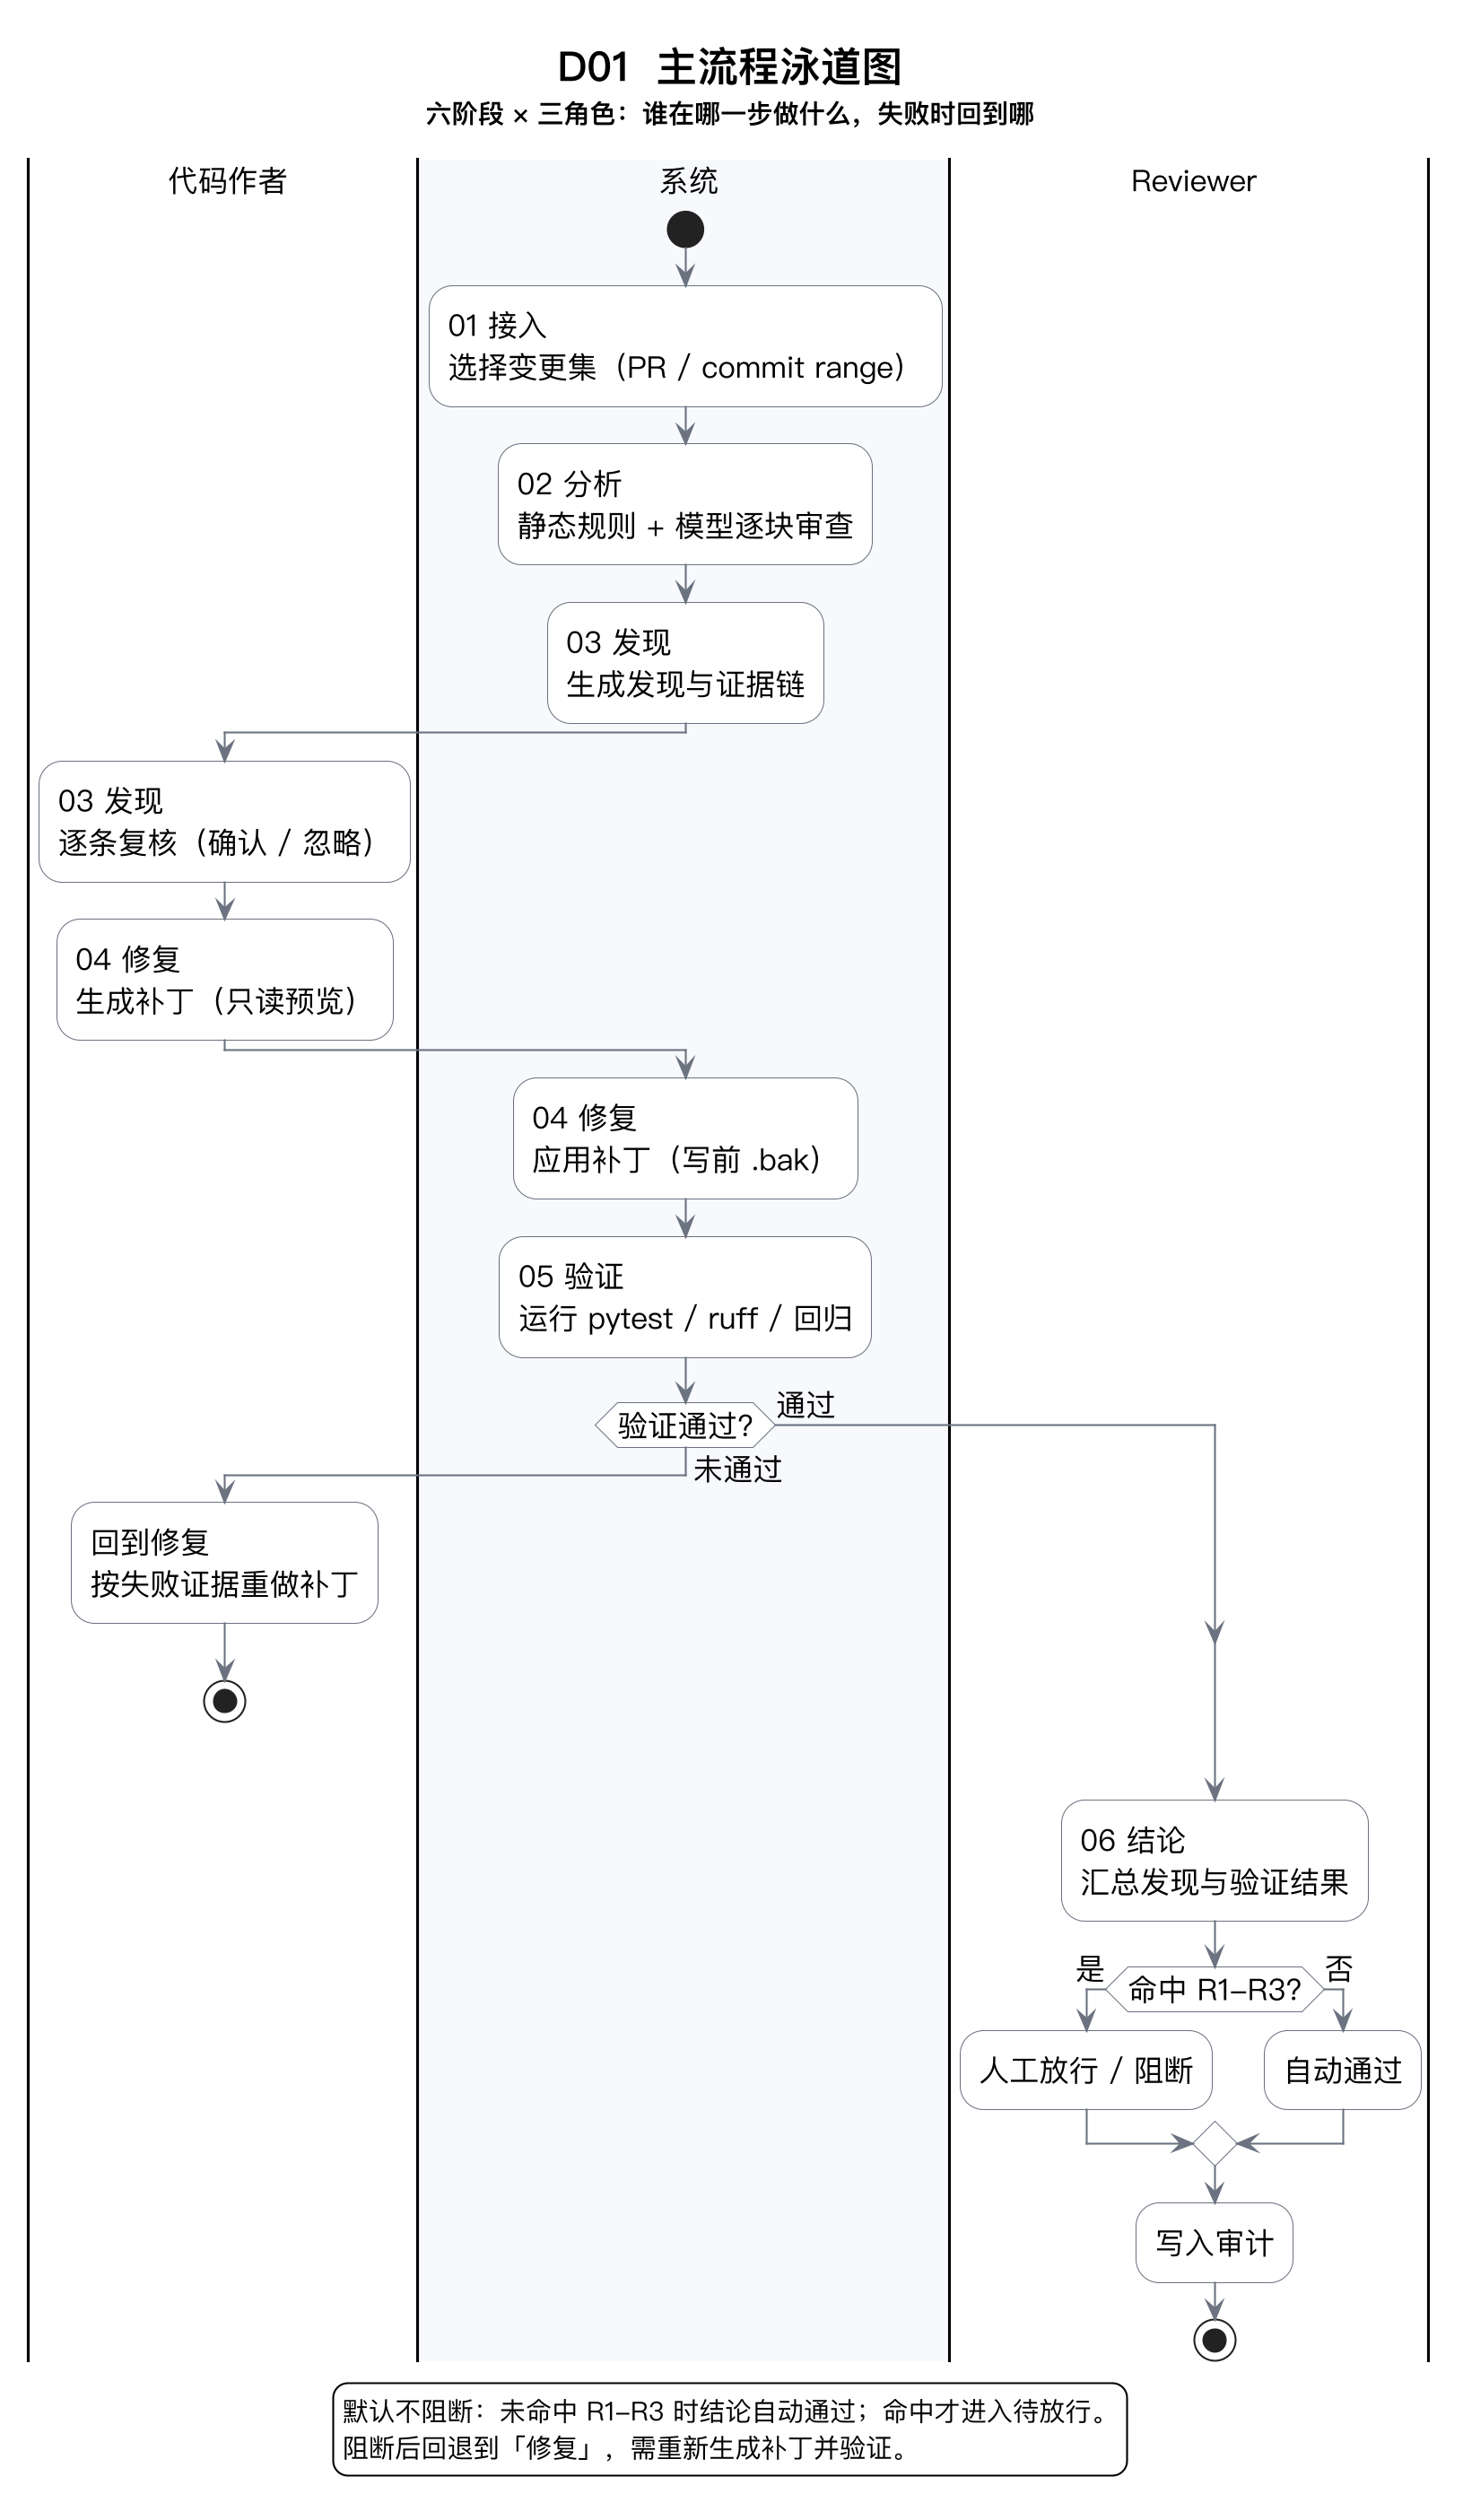 D01 主流程泳道图
六阶段 × 三角色：谁在哪一步做什么，失败时回到哪
代码作者
系统
Reviewer
01 接入
选择变更集（PR / commit range）
02 分析
静态规则 + 模型逐块审查
03 发现
生成发现与证据链
03 发现
逐条复核（确认 / 忽略）
04 修复
生成补丁（只读预览）
04 修复
应用补丁（写前 .bak）
05 验证
运行 pytest / ruff / 回归
验证通过?
通过
未通过
回到修复
按失败证据重做补丁
06 结论
汇总发现与验证结果
是
命中 R1–R3?
否
人工放行 / 阻断
自动通过
写入审计
默认不阻断：未命中 R1–R3 时结论自动通过；命中才进入待放行。
阻断后回退到「修复」，需重新生成补丁并验证。